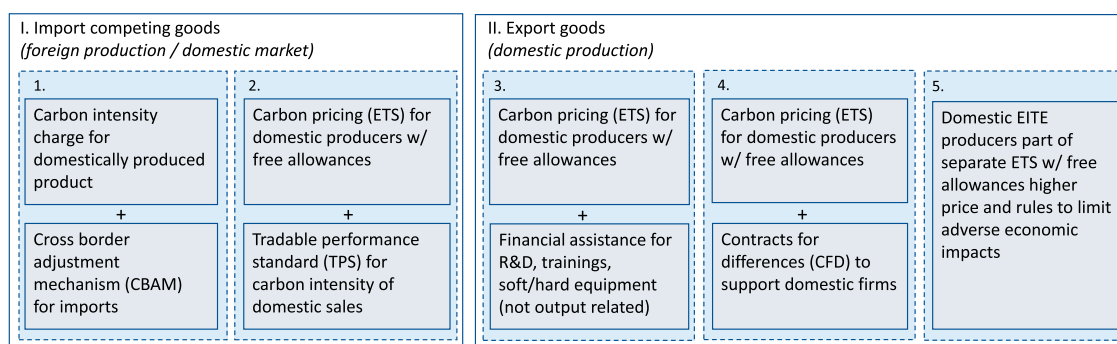 I. Import competing goods
(foreign production / domestic market)
1.
Carbon intensity
charge for
domestically produced
product
+
Cross border
adjustment
mechanism (CBAM)
for imports
2.
Carbon pricing (ETS) for
domestic producers w/
free allowances
+
Tradable performance
standard (TPS) for
carbon intensity of
domestic sales
II. Export goods
(domestic production)
3.
Carbon pricing (ETS) for
domestic producers w/
free allowances
+
Financial assistance for
R&D, trainings,
soft/hard equipment
(not output related)
4.
Carbon pricing (ETS)
for domestic producers
w/ free allowances
+
Contracts for
differences (CFD) to
support domestic firms
5.
Domestic EITE
producers part of
separate ETS w/ free
allowances higher
price and rules to limit
adverse economic
impacts